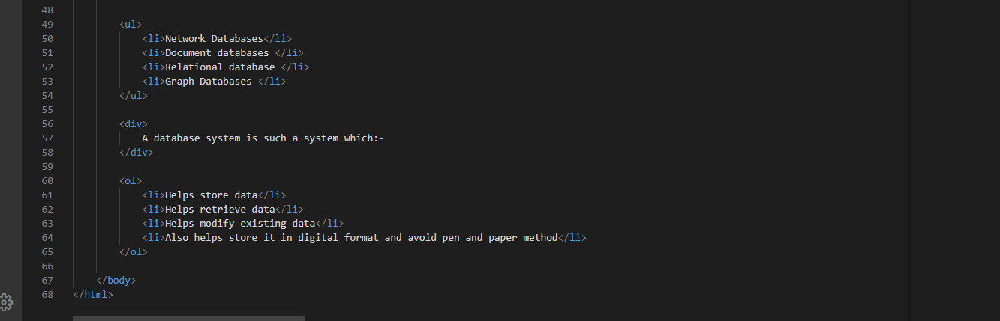 48
49 <ul>
50 <li>Network Databases</li>
51 <li>Document databases </li>
52 <li>Relational database </li>
53 <li>Graph Databases </li>
54 </ul>
55
56 <div>
57 A database system is such a system which:-
58 </div>
59
60 <ol>
61 <li>Helps store data</li>
62 <li>Helps retrieve data</li>
63 <li>Helps modify existing data</li>
64 <li>Also helps store it in digital format and avoid pen and paper method</li>
65 </ol>
66
67 </body>
68 </html>